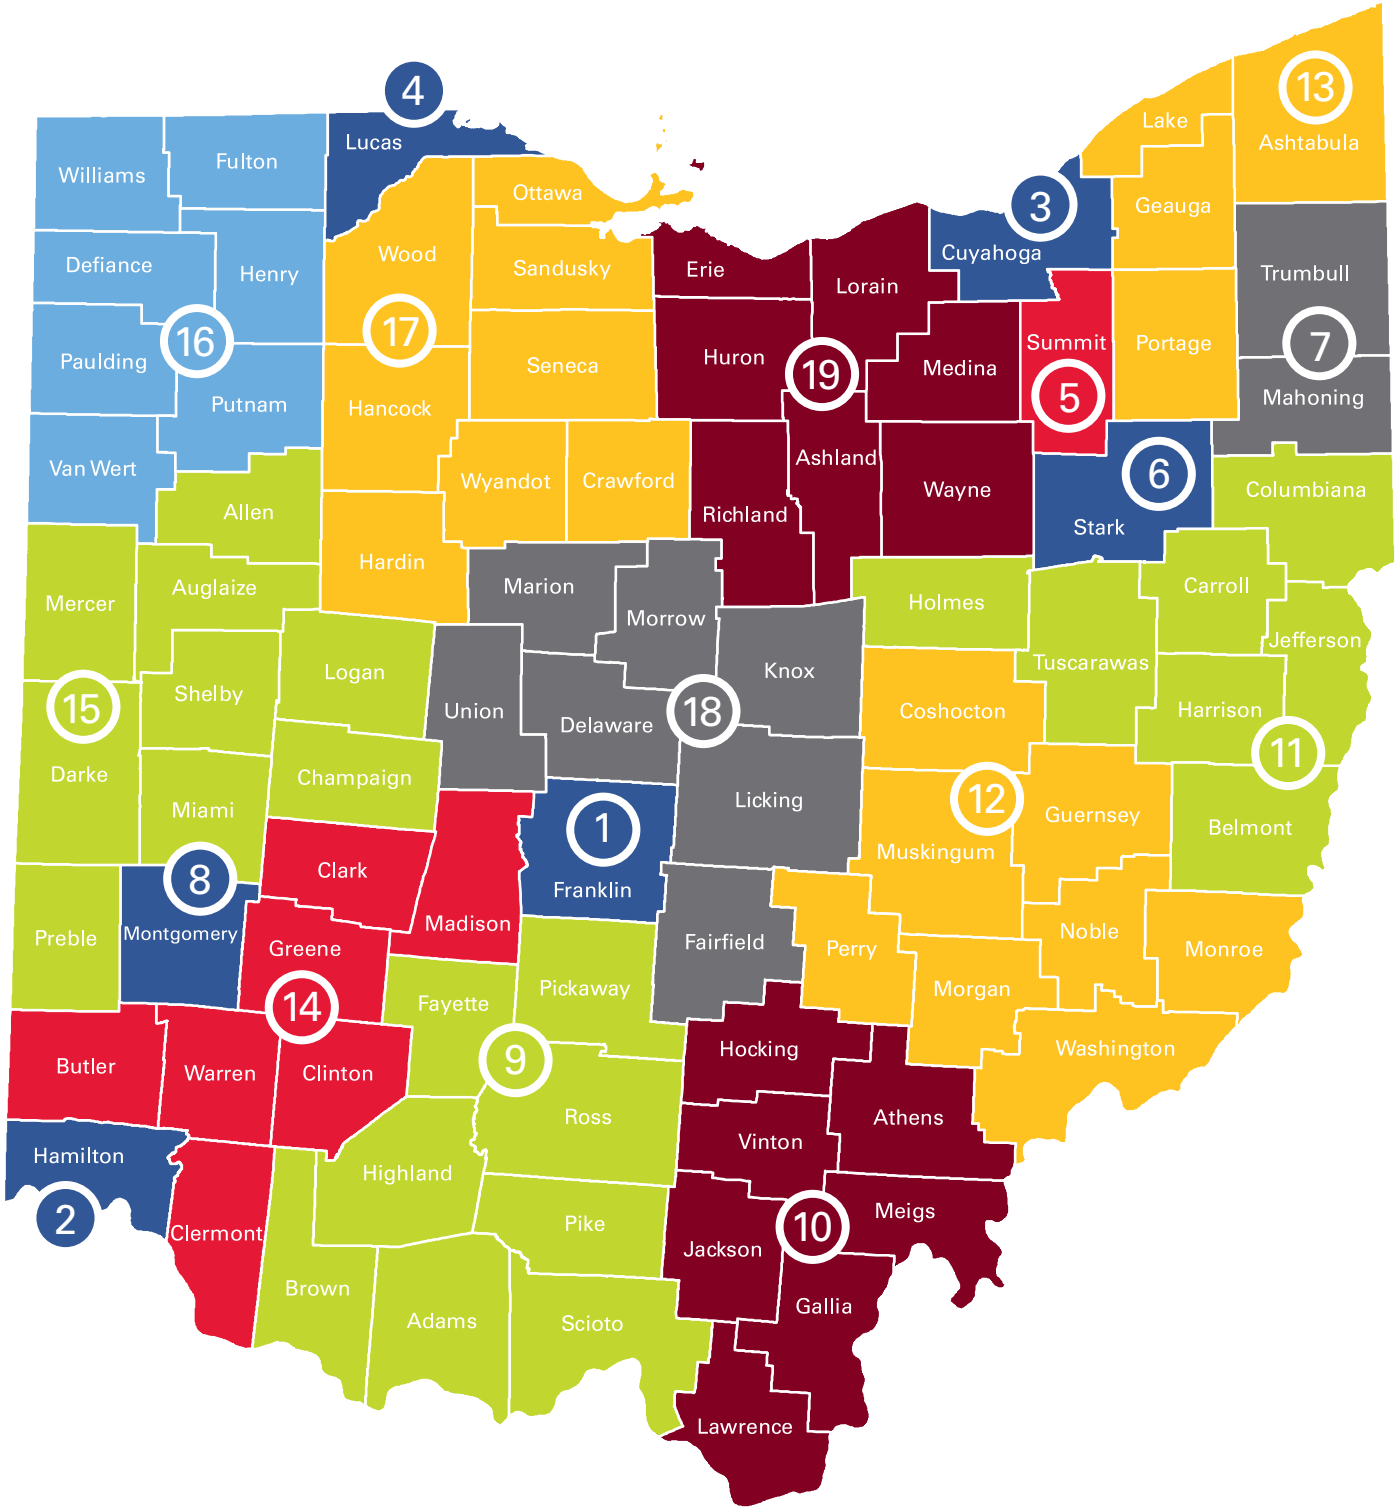 4
13
Lake
Ashtabula
Lucas
Fulton
Williams
Ottawa
3
Geauga
Cuyahoga
Wood
Defiance
Henry
Sandusky
Erie
Lorain
Trumbull
17
16
Paulding
Huron
19
Medina
Summit
Portage
7
Seneca
Putnam
Hancock
5
Mahoning
Van Wert
Wyandot
Crawford
Ashland
Wayne
6
Columbiana
Allen
Richland
Stark
Hardin
Marion
Auglaize
Mercer
Morrow
Holmes
Carroll
Jefferson
Logan
Knox
Tuscarawas
Shelby
15
Union
Delaware
18
Coshocton
Harrison
11
Darke
Champaign
Miami
Licking
12
Guernsey
Belmont
1
Muskingum
Clark
8
Franklin
Preble
Montgomery
Madison
Greene
Fairfield
Perry
Noble
Monroe
Fayette
Pickaway
Morgan
14
Butler
Warren
Clinton
9
Hocking
Washington
Ross
Athens
Hamilton
Vinton
Highland
2
Clermont
Pike
Jackson
10
Meigs
Brown
Adams
Scioto
Gallia
Lawrence